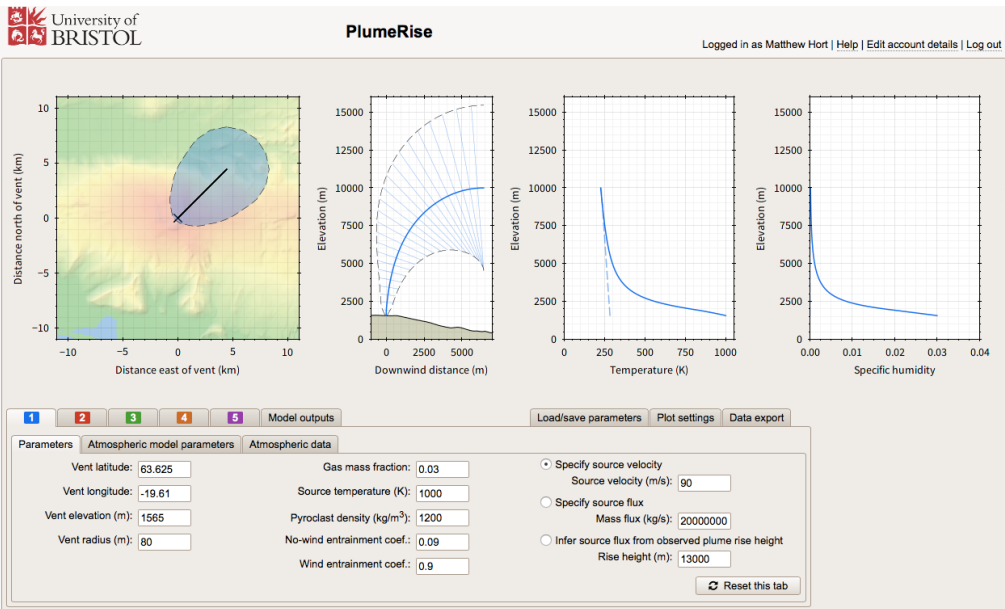 University of
BRISTOL
PlumeRise
Logged in as Matthew Hort | Help | Edit account details | Log out
10
5
0
−5
−10
−10 −5 0 5 10
Distance north of vent (km)
Distance east of vent (km)
15000
12500
10000
7500
5000
2500
0
0 2500 5000
Elevation (m)
Downwind distance (m)
15000
12500
10000
7500
5000
2500
0
0 250 500 750 1000
Elevation (m)
Temperature (K)
15000
12500
10000
7500
5000
2500
0
0.00 0.01 0.02 0.03 0.04
Elevation (m)
Specific humidity
1 2 3 4 5 Model outputs Load/save parameters Plot settings Data export
Parameters Atmospheric model parameters Atmospheric data
Vent latitude: 63.625
Vent longitude: -19.61
Vent elevation (m): 1565
Vent radius (m): 80
Gas mass fraction: 0.03
Source temperature (K): 1000
Pyroclast density (kg/m³): 1200
No-wind entrainment coef.: 0.09
Wind entrainment coef.: 0.9
Specify source velocity
Source velocity (m/s): 90
Specify source flux
Mass flux (kg/s): 20000000
Infer source flux from observed plume rise height
Rise height (m): 13000
Reset this tab